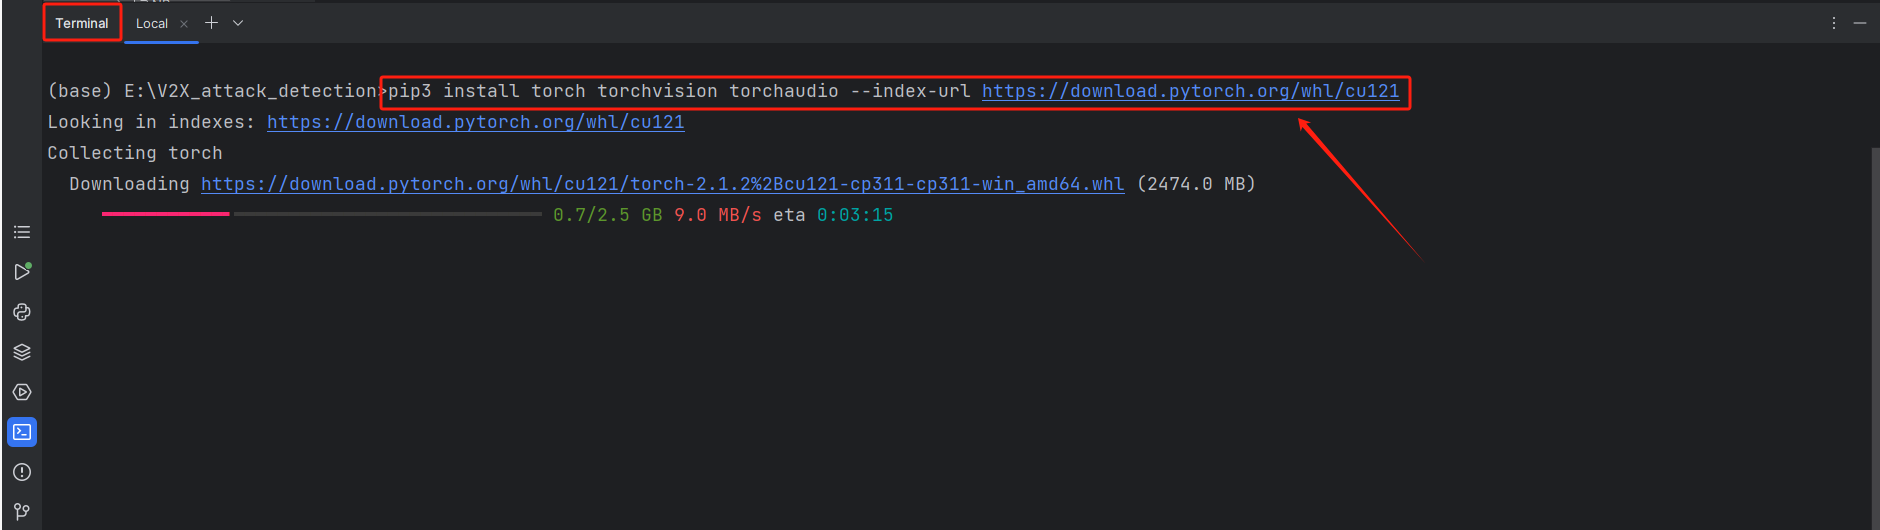 Terminal Local
(base) E:\V2X_attack_detection>pip3 install torch torchvision torchaudio --index-url https://download.pytorch.org/whl/cu121
Looking in indexes: https://download.pytorch.org/whl/cu121
Collecting torch
Downloading https://download.pytorch.org/whl/cu121/torch-2.1.2%2Bcu121-cp311-cp311-win_amd64.whl (2474.0 MB)
0.7/2.5 GB 9.0 MB/s eta 0:03:15